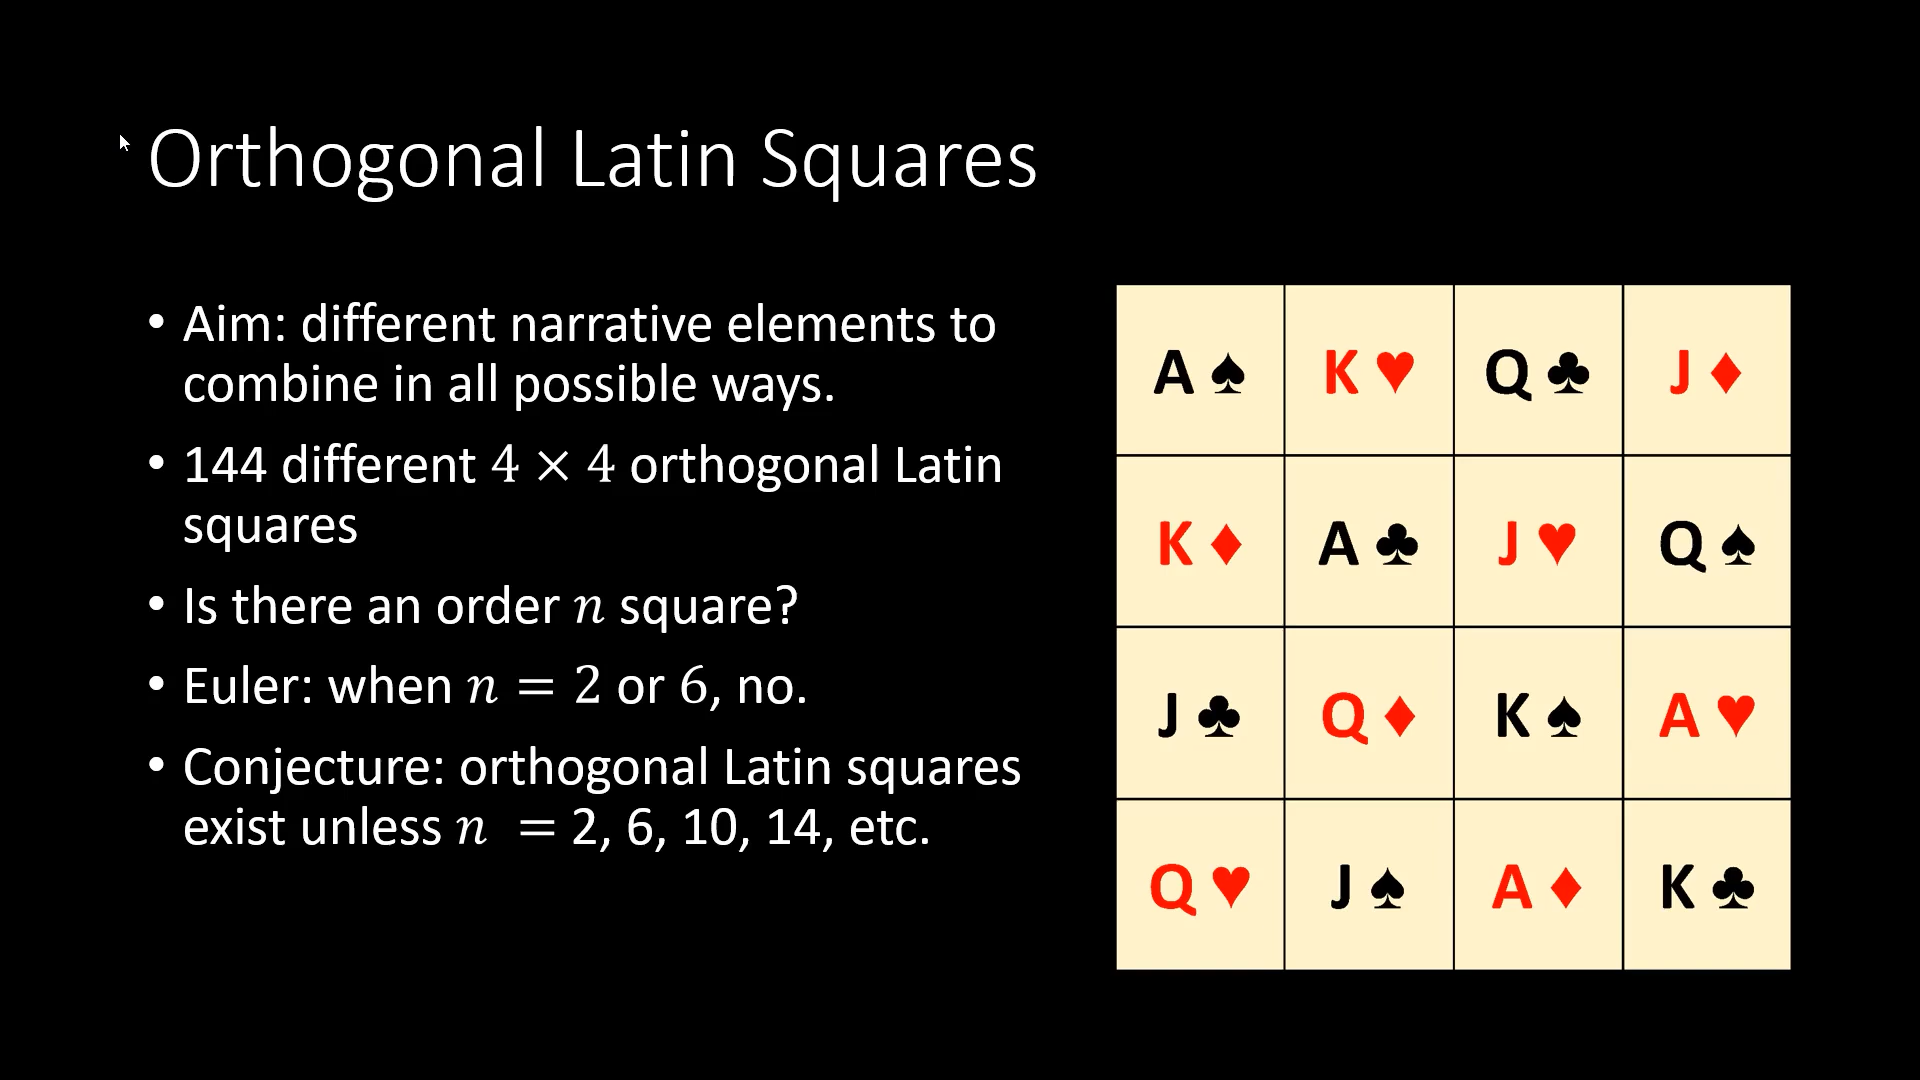 Orthogonal Latin Squares
• Aim: different narrative elements to
combine in all possible ways.
• 144 different 4 × 4 orthogonal Latin
squares
• Is there an order n square?
• Euler: when n = 2 or 6, no.
• Conjecture: orthogonal Latin squares
exist unless n = 2, 6, 10, 14, etc.
A ♠ K ♥ Q ♣ J ♦
K ♦ A ♣ J ♥ Q ♠
J ♣ Q ♦ K ♠ A ♥
Q ♥ J ♠ A ♦ K ♣